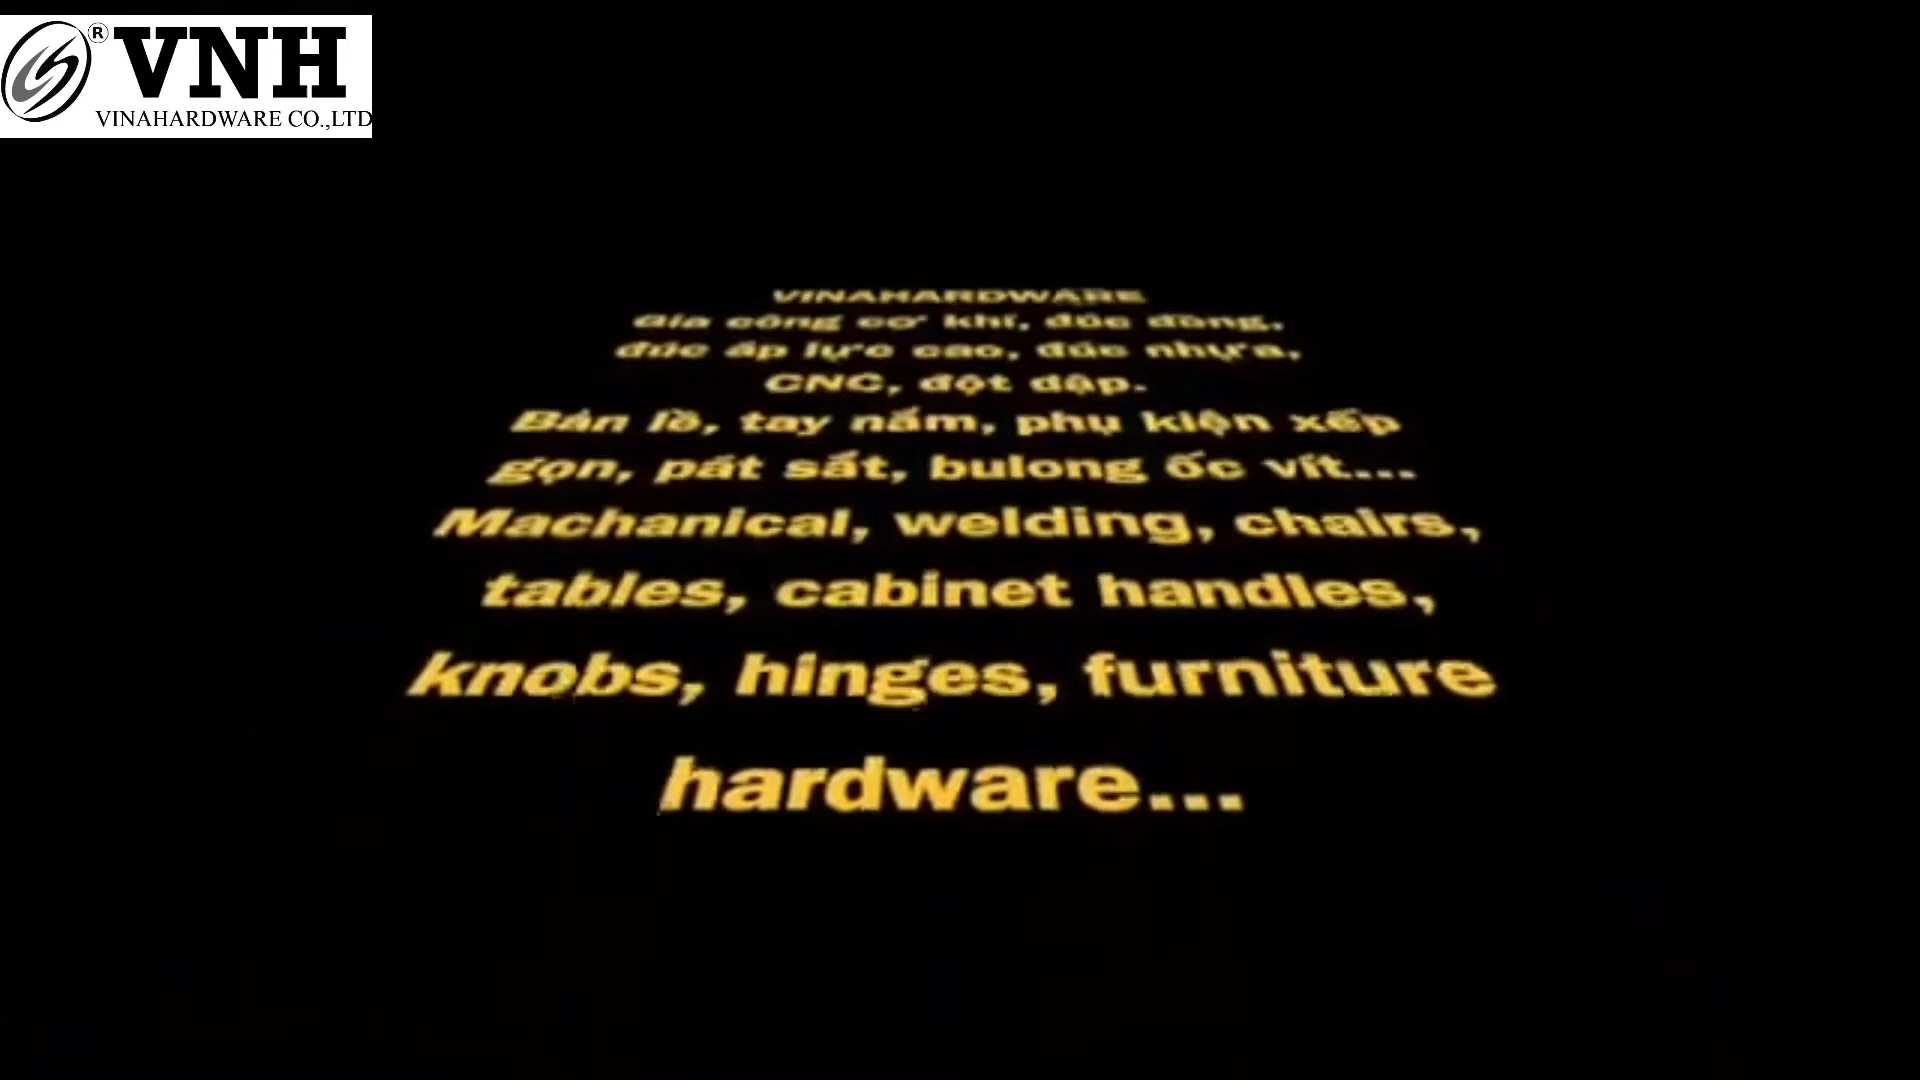 ®
VNH
VINAHARDWARE CO.,LTD
VINAHARDWARE
Gia công cơ khí, đúc đồng,
đúc áp lực cao, đúc nhựa,
CNC, đột dập.
Bản lề, tay nắm, phụ kiện xếp
gọn, pát sắt, bulong ốc vít...
Machanical, welding, chairs,
tables, cabinet handles,
knobs, hinges, furniture
hardware...